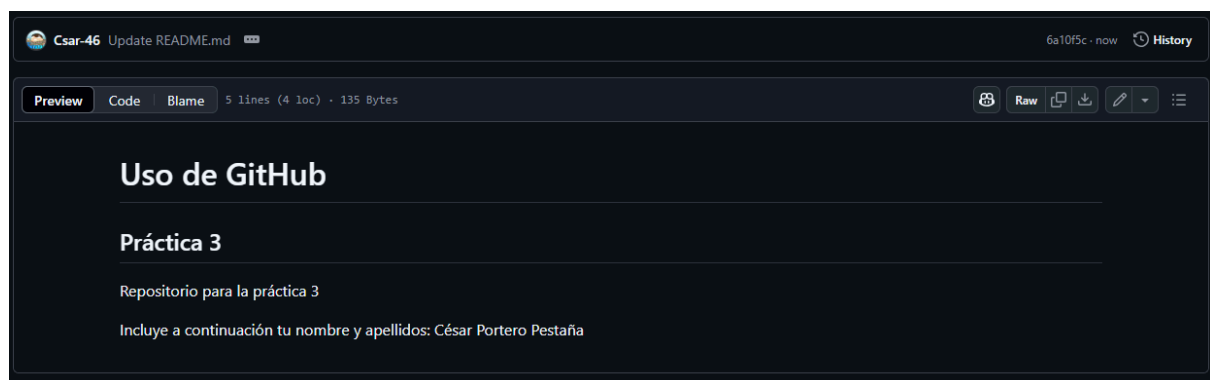 Csar-46 Update README.md 6a10f5c · now History
Preview Code Blame 5 lines (4 loc) · 135 Bytes Raw
Uso de GitHub
Práctica 3
Repositorio para la práctica 3
Incluye a continuación tu nombre y apellidos: César Portero Pestaña